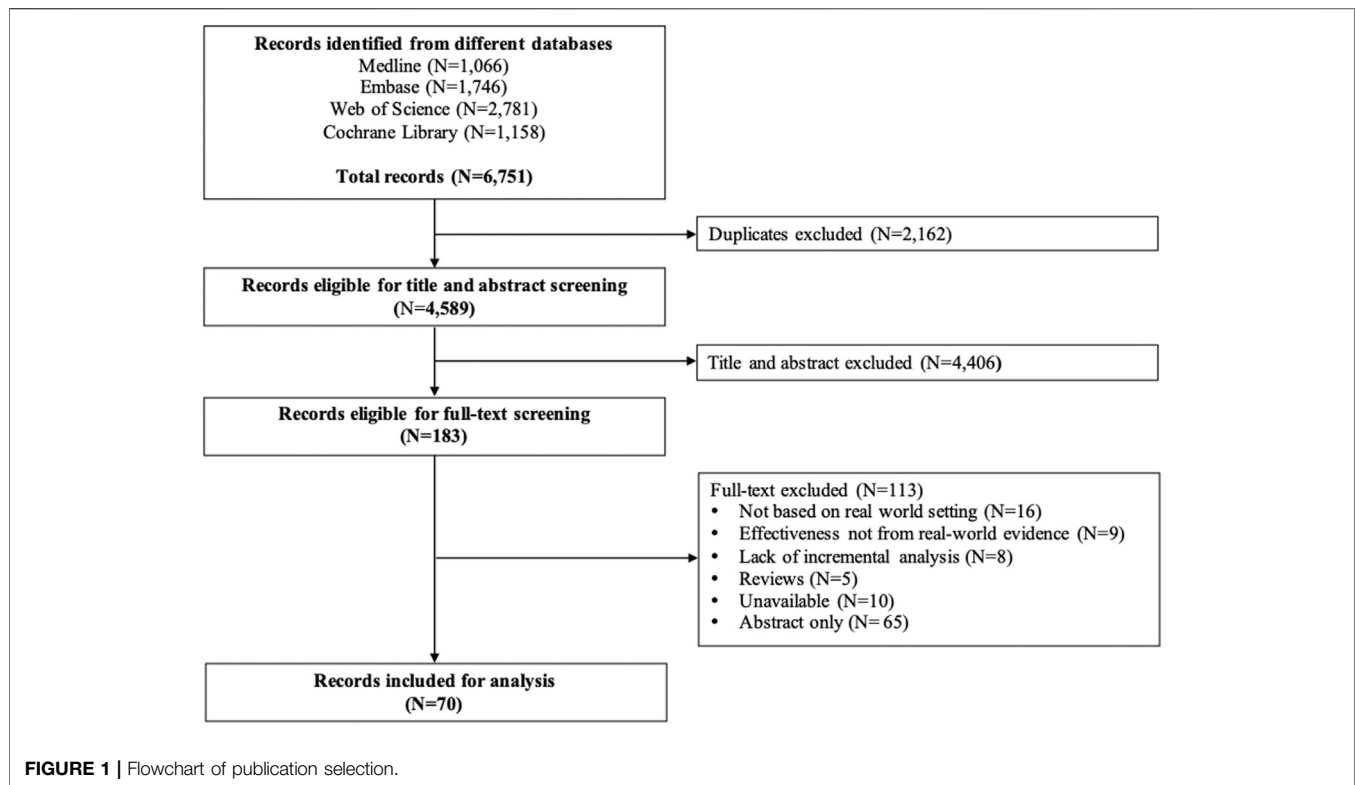 Records identified from different databases
Medline (N=1,066)
Embase (N=1,746)
Web of Science (N=2,781)
Cochrane Library (N=1,158)
Total records (N=6,751)
Duplicates excluded (N=2,162)
Records eligible for title and abstract screening
(N=4,589)
Title and abstract excluded (N=4,406)
Records eligible for full-text screening
(N=183)
Full-text excluded (N=113)
• Not based on real world setting (N=16)
• Effectiveness not from real-world evidence (N=9)
• Lack of incremental analysis (N=8)
• Reviews (N=5)
• Unavailable (N=10)
• Abstract only (N=65)
Records included for analysis
(N=70)
FIGURE 1 | Flowchart of publication selection.